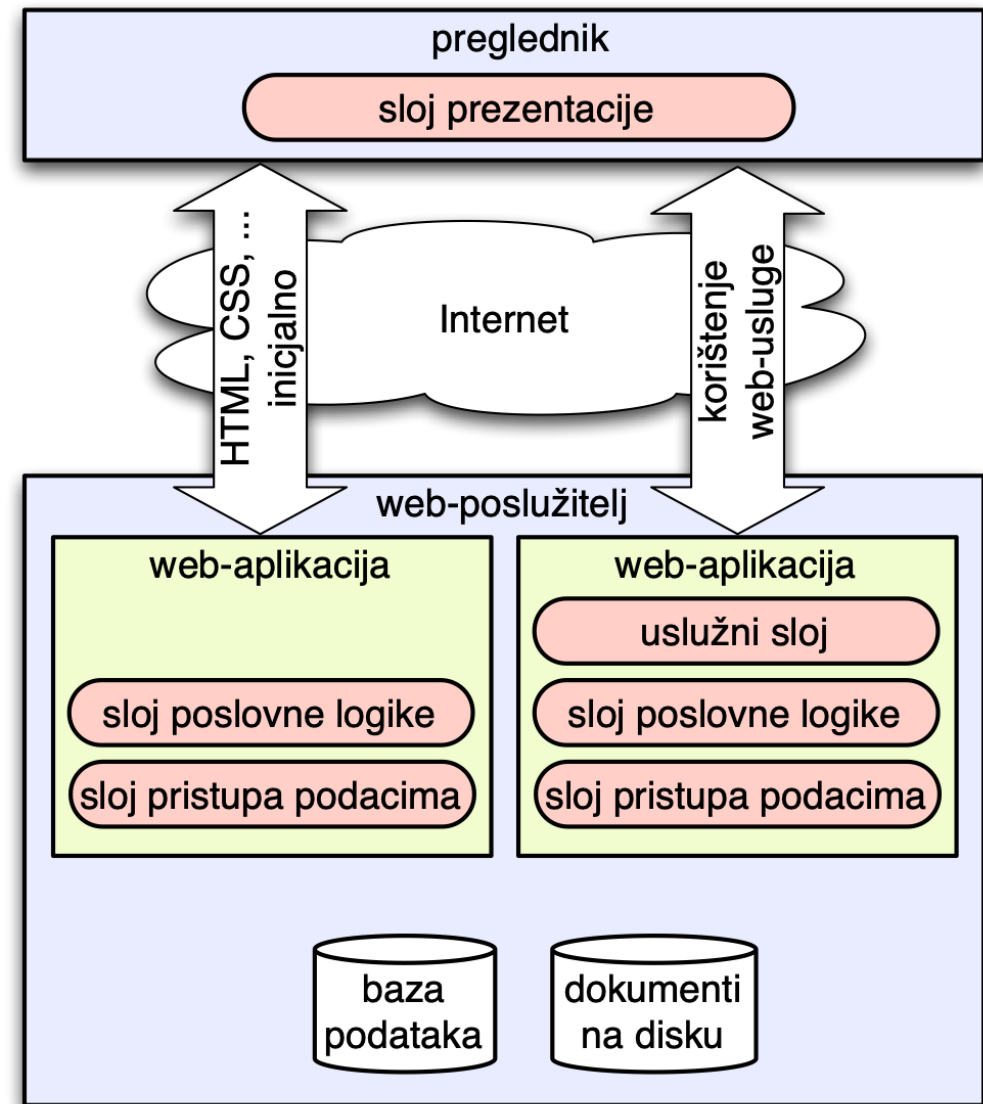 preglednik
sloj prezentacije
HTML, CSS, ...
inicjalno
Internet
korištenje
web-usluge
web-poslužitelj
web-aplikacija
sloj poslovne logike
sloj pristupa podacima
web-aplikacija
uslužni sloj
sloj poslovne logike
sloj pristupa podacima
baza
podataka
dokumenti
na disku